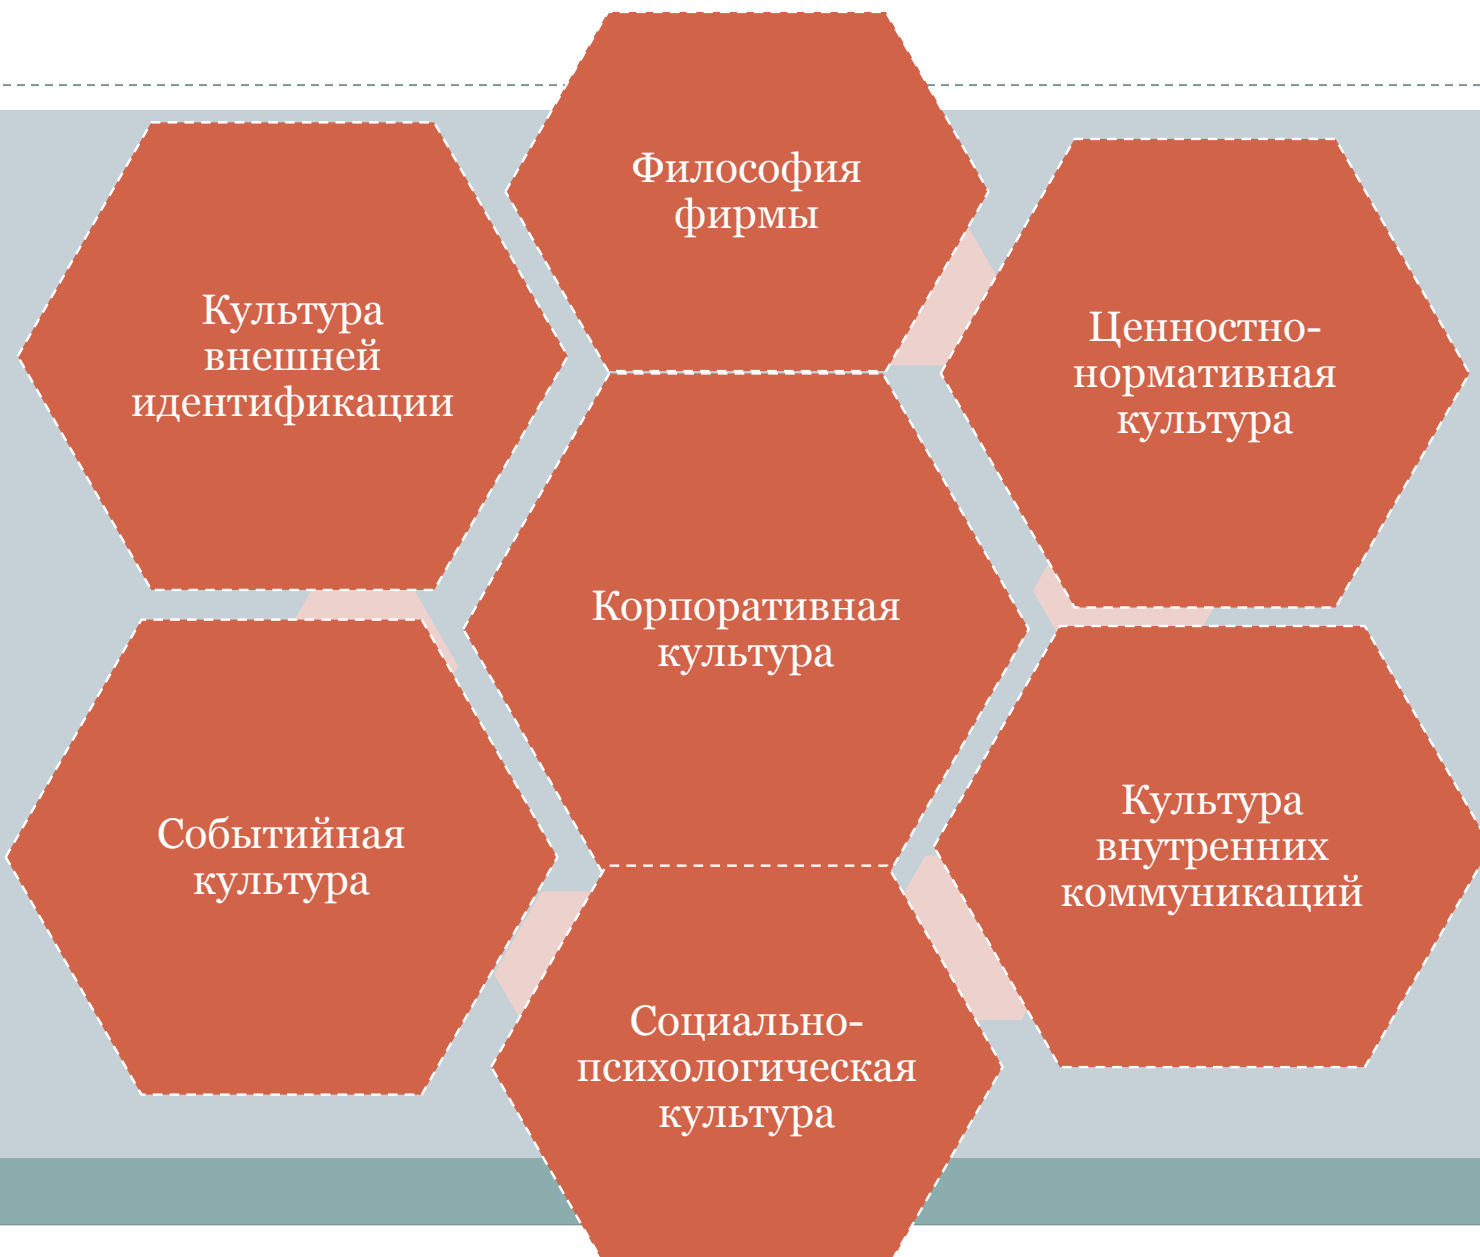 Философия
фирмы
Культура
внешней
идентификации
Ценностно-
нормативная
культура
Корпоративная
культура
Событийная
культура
Культура
внутренних
коммуникаций
Социально-
психологическая
культура